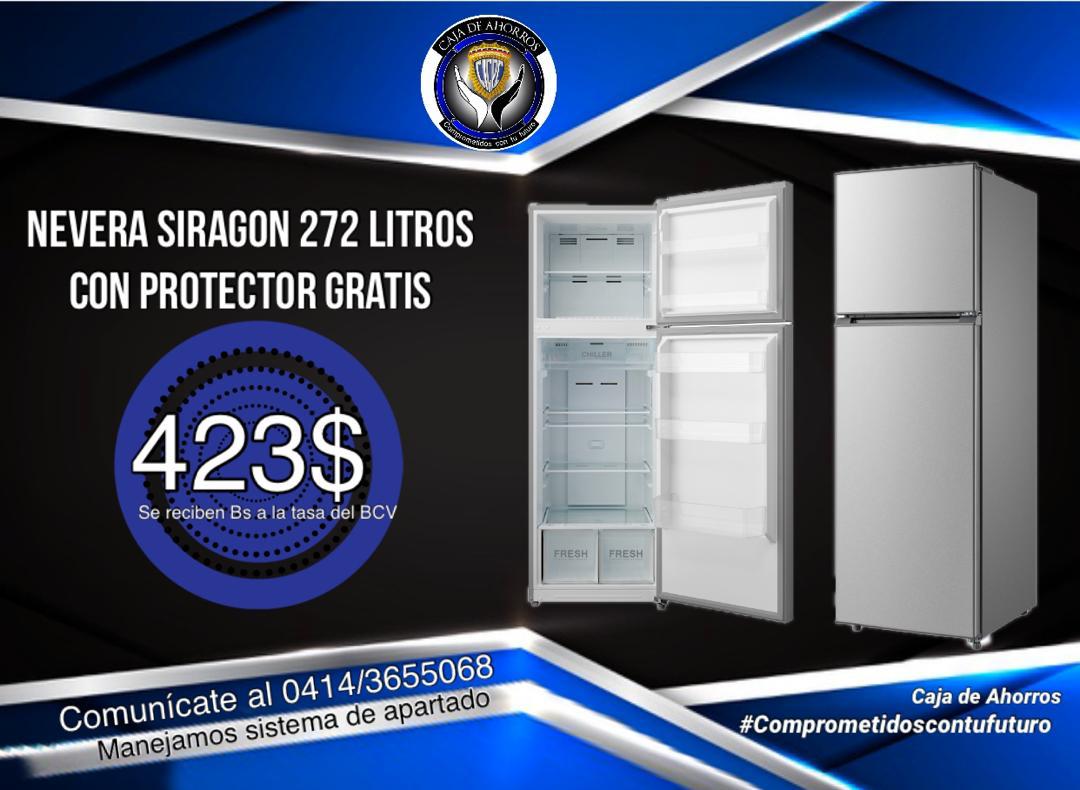 CAJA DE AHORROS
Comprometidos con tu futuro
NEVERA SIRAGON 272 LITROS
CON PROTECTOR GRATIS
423$
Se reciben Bs a la tasa del BCV
CHILLER
FRESH FRESH
Comunícate al 0414/3655068
Manejamos sistema de apartado
Caja de Ahorros
#Comprometidoscontufuturo